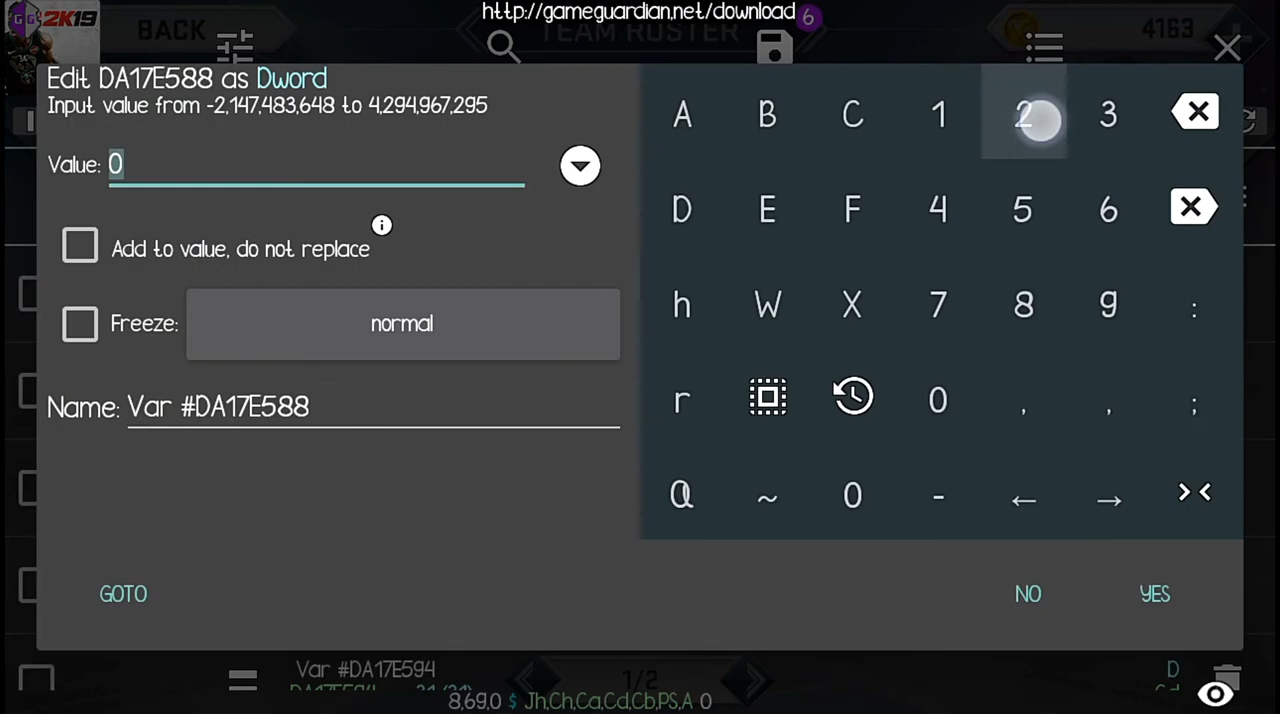 http://gameguardian.net/download
2K19
BACK
TEAM ROSTER
6
4163
Edit DA17E588 as Dword
Input value from -2,147,483,648 to 4,294,967,295
Value: 0
Add to value, do not replace
Freeze: normal
Name: Var #DA17E588
A B C 1 2 3
D E F 4 5 6
h W X 7 8 9 :
r 0 , , ;
Q ~ 0 - ← → > <
GOTO NO YES
Var #DA17E594 D
1/2
8,69,0 $ Jh,Ch,Ca,Cd,Cb,PS,A 0